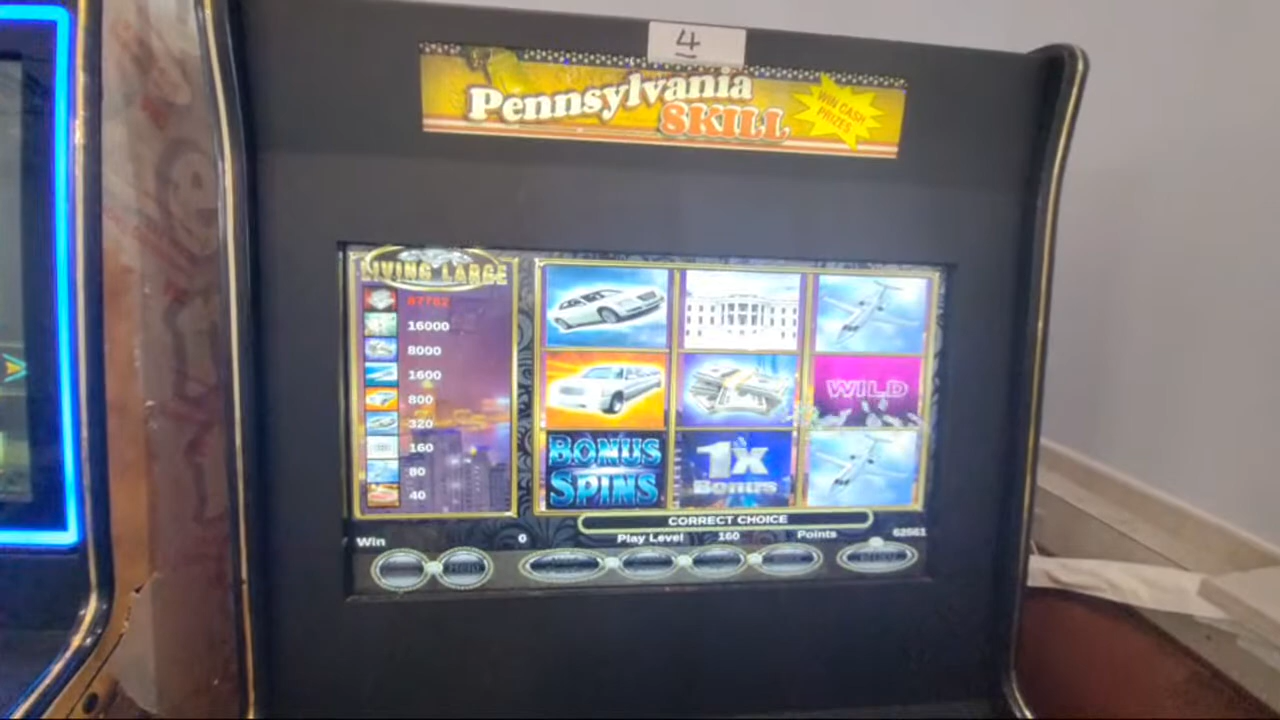 4
Pennsylvania
SKILL
WIN CASH
PRIZES
LIVING LARGE
87762
16000
8000
1600
800
320
160
80
40
WILD
BONUS
SPINS
1x
Bonus
CORRECT CHOICE
Win 0 Play Level 160 Points 62561